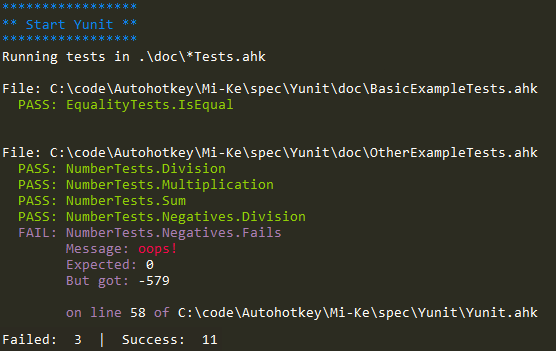 *****************
** Start Yunit **
*****************
Running tests in .\doc\*Tests.ahk
File: C:\code\Autohotkey\Mi-Ke\spec\Yunit\doc\BasicExampleTests.ahk
PASS: EqualityTests.IsEqual
File: C:\code\Autohotkey\Mi-Ke\spec\Yunit\doc\OtherExampleTests.ahk
PASS: NumberTests.Division
PASS: NumberTests.Multiplication
PASS: NumberTests.Sum
PASS: NumberTests.Negatives.Division
FAIL: NumberTests.Negatives.Fails
Message: oops!
Expected: 0
But got: -579
on line 58 of C:\code\Autohotkey\Mi-Ke\spec\Yunit\Yunit.ahk
Failed:  3  |  Success:  11